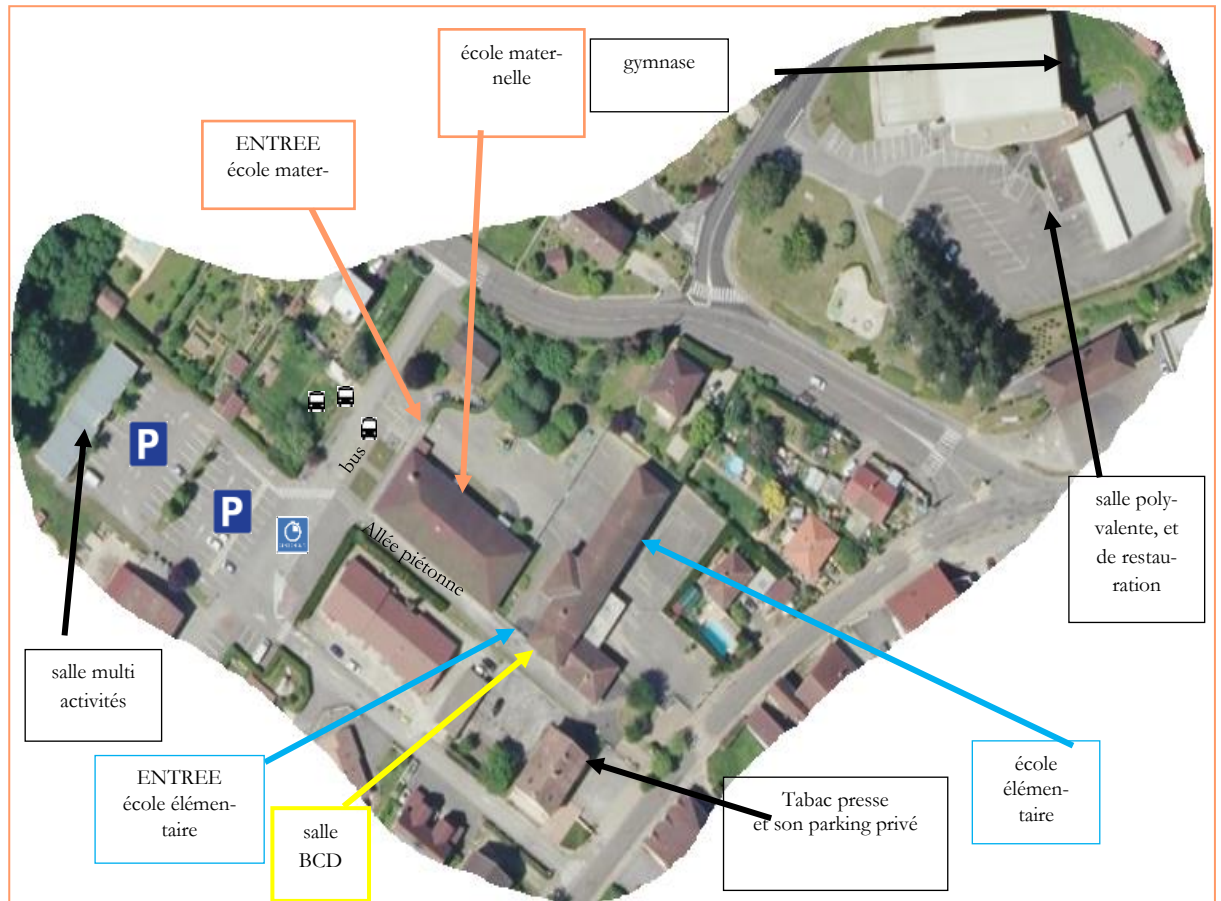 école mater-
nelle
gymnase
ENTREE
école mater-
P
P
bus
Allée piétonne
salle poly-
valente, et
de restau-
ration
salle multi
activités
ENTREE
école élémen-
taire
salle
BCD
Tabac presse
et son parking privé
école
élémen-
taire